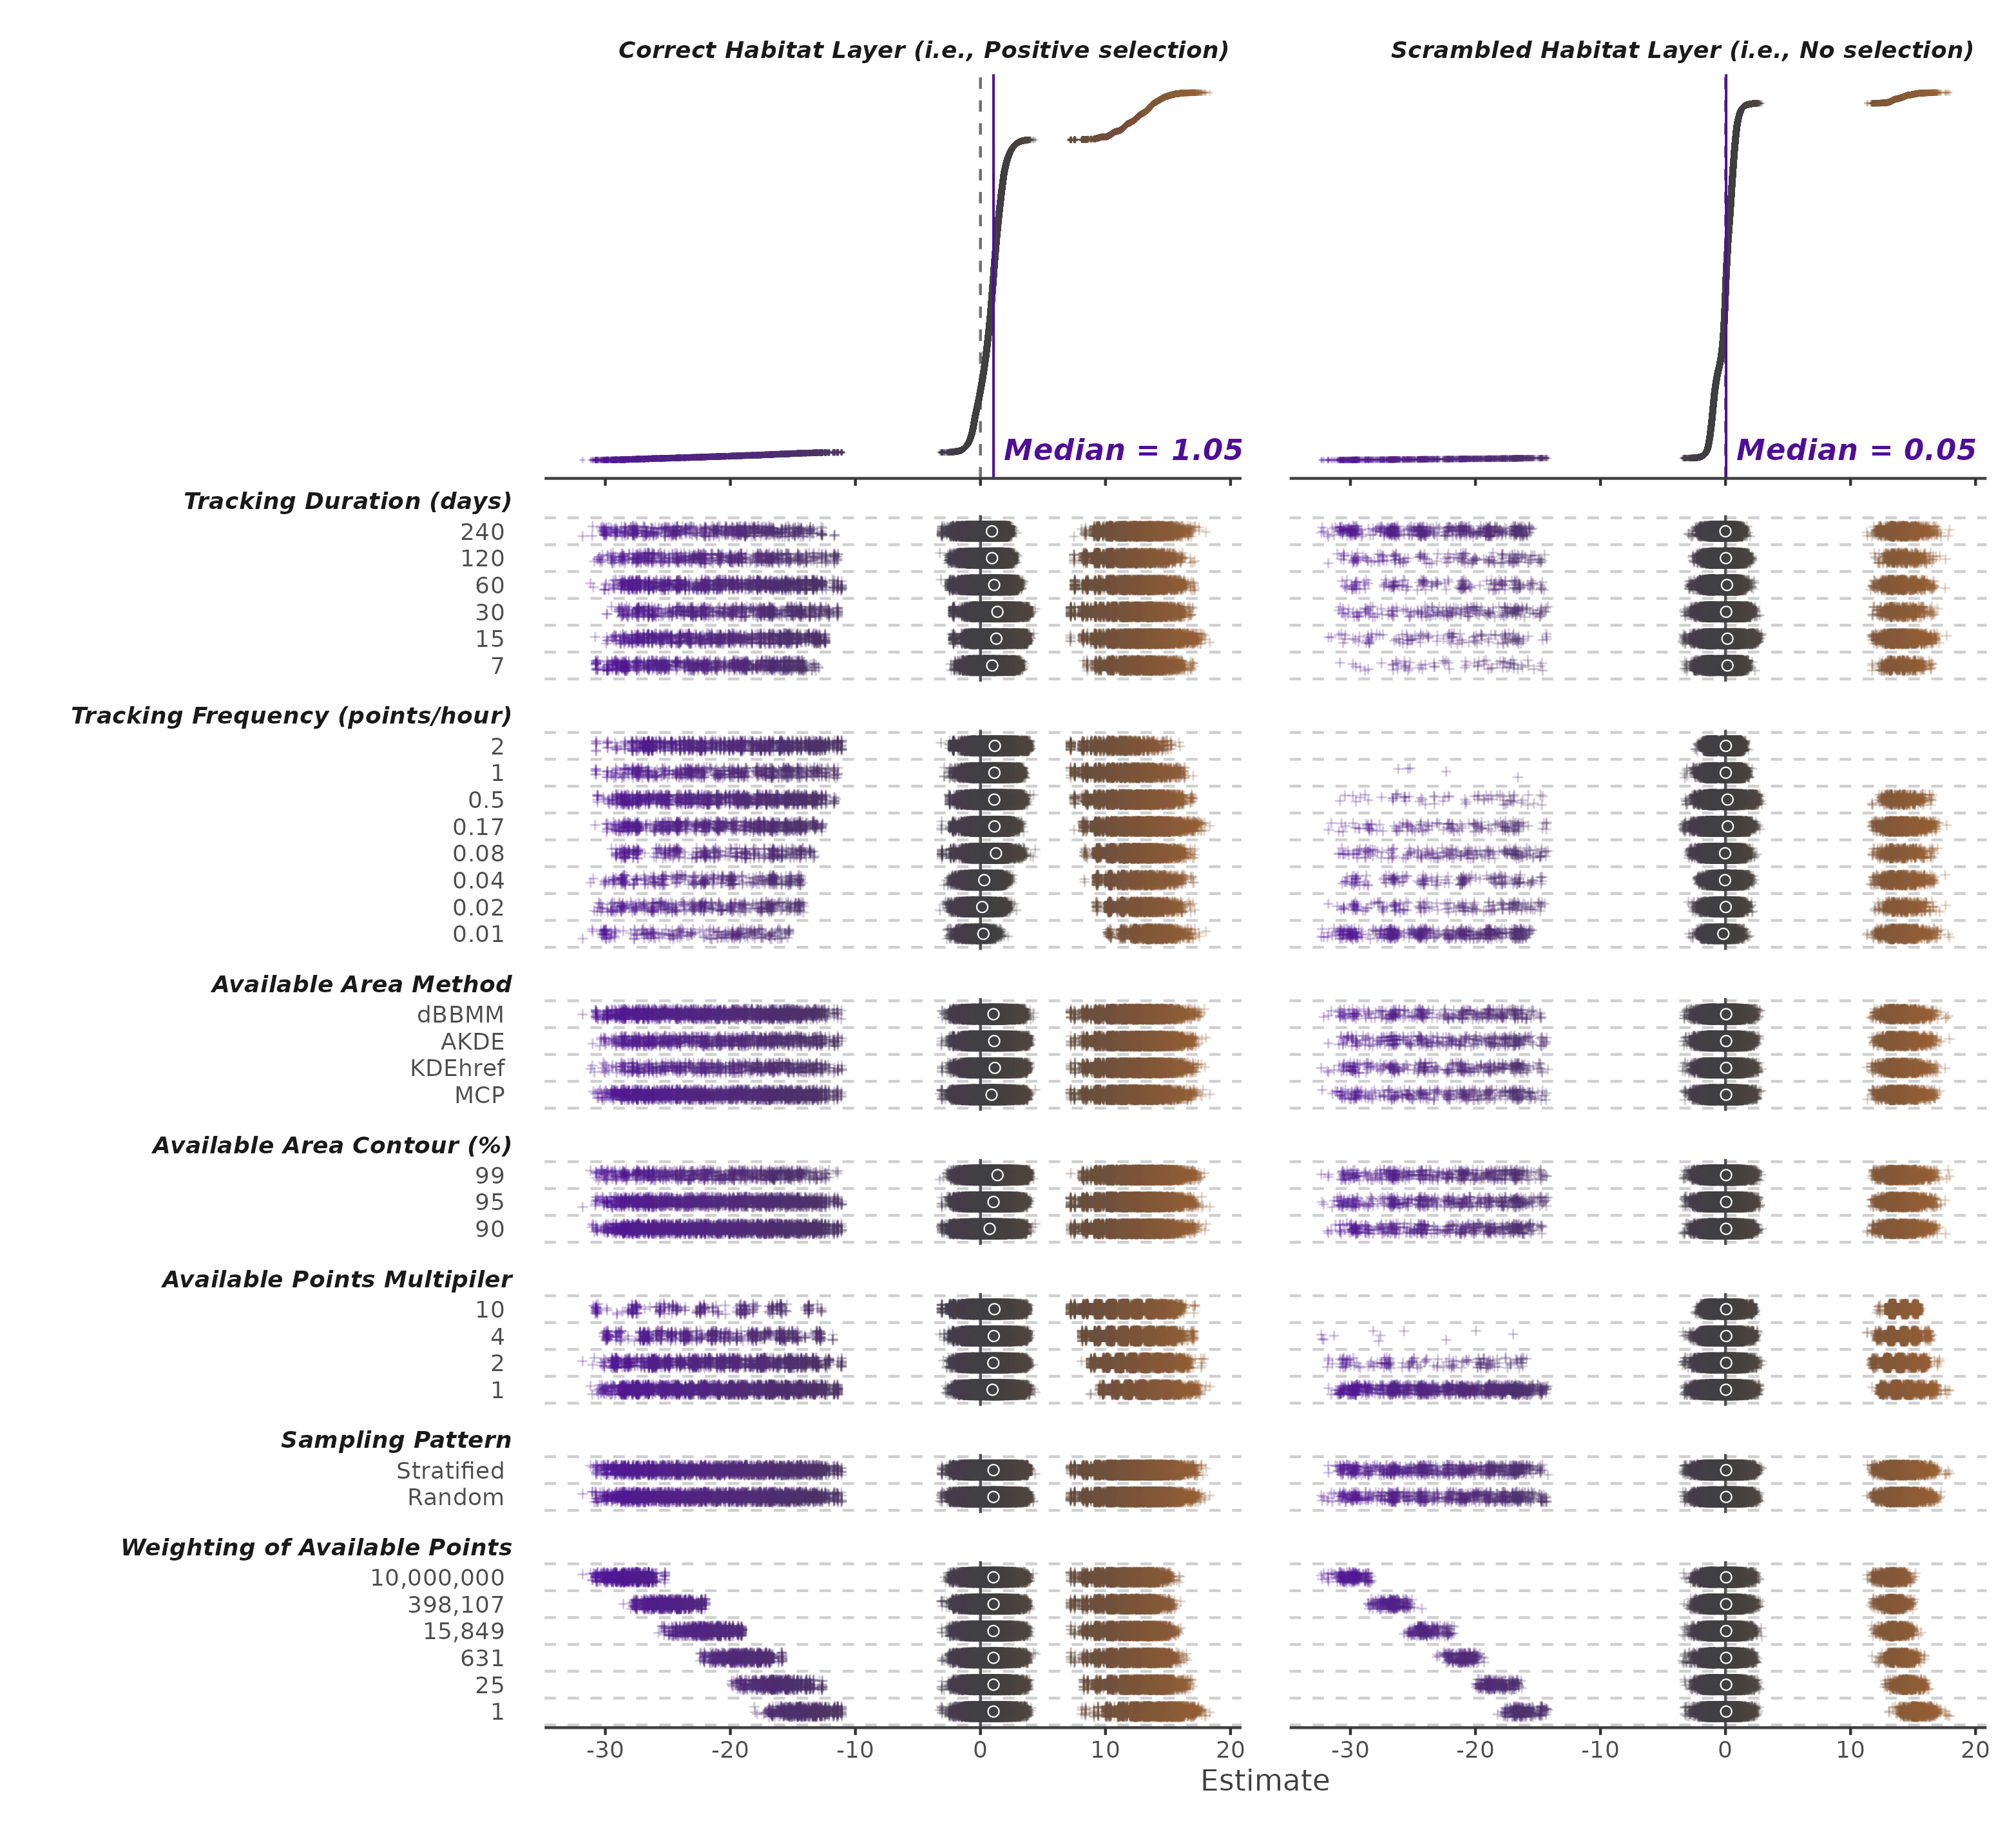 Correct Habitat Layer (i.e., Positive selection)
Scrambled Habitat Layer (i.e., No selection)
Median = 1.05
Median = 0.05
Tracking Duration (days)
240
120
60
30
15
7
Tracking Frequency (points/hour)
2
1
0.5
0.17
0.08
0.04
0.02
0.01
Available Area Method
dBBMM
AKDE
KDEhref
MCP
Available Area Contour (%)
99
95
90
Available Points Multipiler
10
4
2
1
Sampling Pattern
Stratified
Random
Weighting of Available Points
10,000,000
398,107
15,849
631
25
1
-30 -20 -10 0 10 20
-30 -20 -10 0 10 20
Estimate